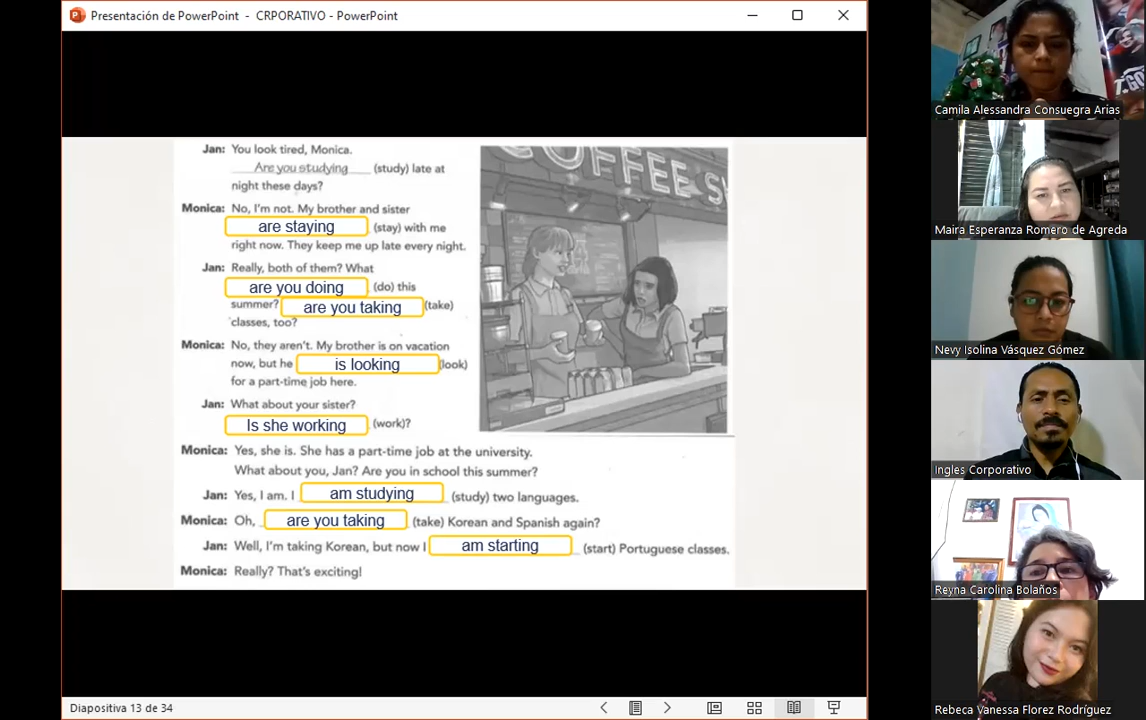 Presentación de PowerPoint - CRPORATIVO - PowerPoint
Jan: You look tired, Monica.
Are you studying (study) late at
night these days?
Monica: No, I'm not. My brother and sister
are staying (stay) with me
right now. They keep me up late every night.
Jan: Really, both of them? What
are you doing (do) this
summer? are you taking (take)
classes, too?
Monica: No, they aren't. My brother is on vacation
now, but he is looking (look)
for a part-time job here.
Jan: What about your sister?
Is she working (work)?
Monica: Yes, she is. She has a part-time job at the university.
What about you, Jan? Are you in school this summer?
Jan: Yes, I am. I am studying (study) two languages.
Monica: Oh, are you taking (take) Korean and Spanish again?
Jan: Well, I'm taking Korean, but now I am starting (start) Portuguese classes.
Monica: Really? That's exciting!
COFFEE
Diapositiva 13 de 34
Camila Alessandra Consuegra Arias
Maira Esperanza Romero de Agreda
Nevy Isolina Vásquez Gómez
Ingles Corporativo
Reyna Carolina Bolaños
Rebeca Vanessa Florez Rodríguez